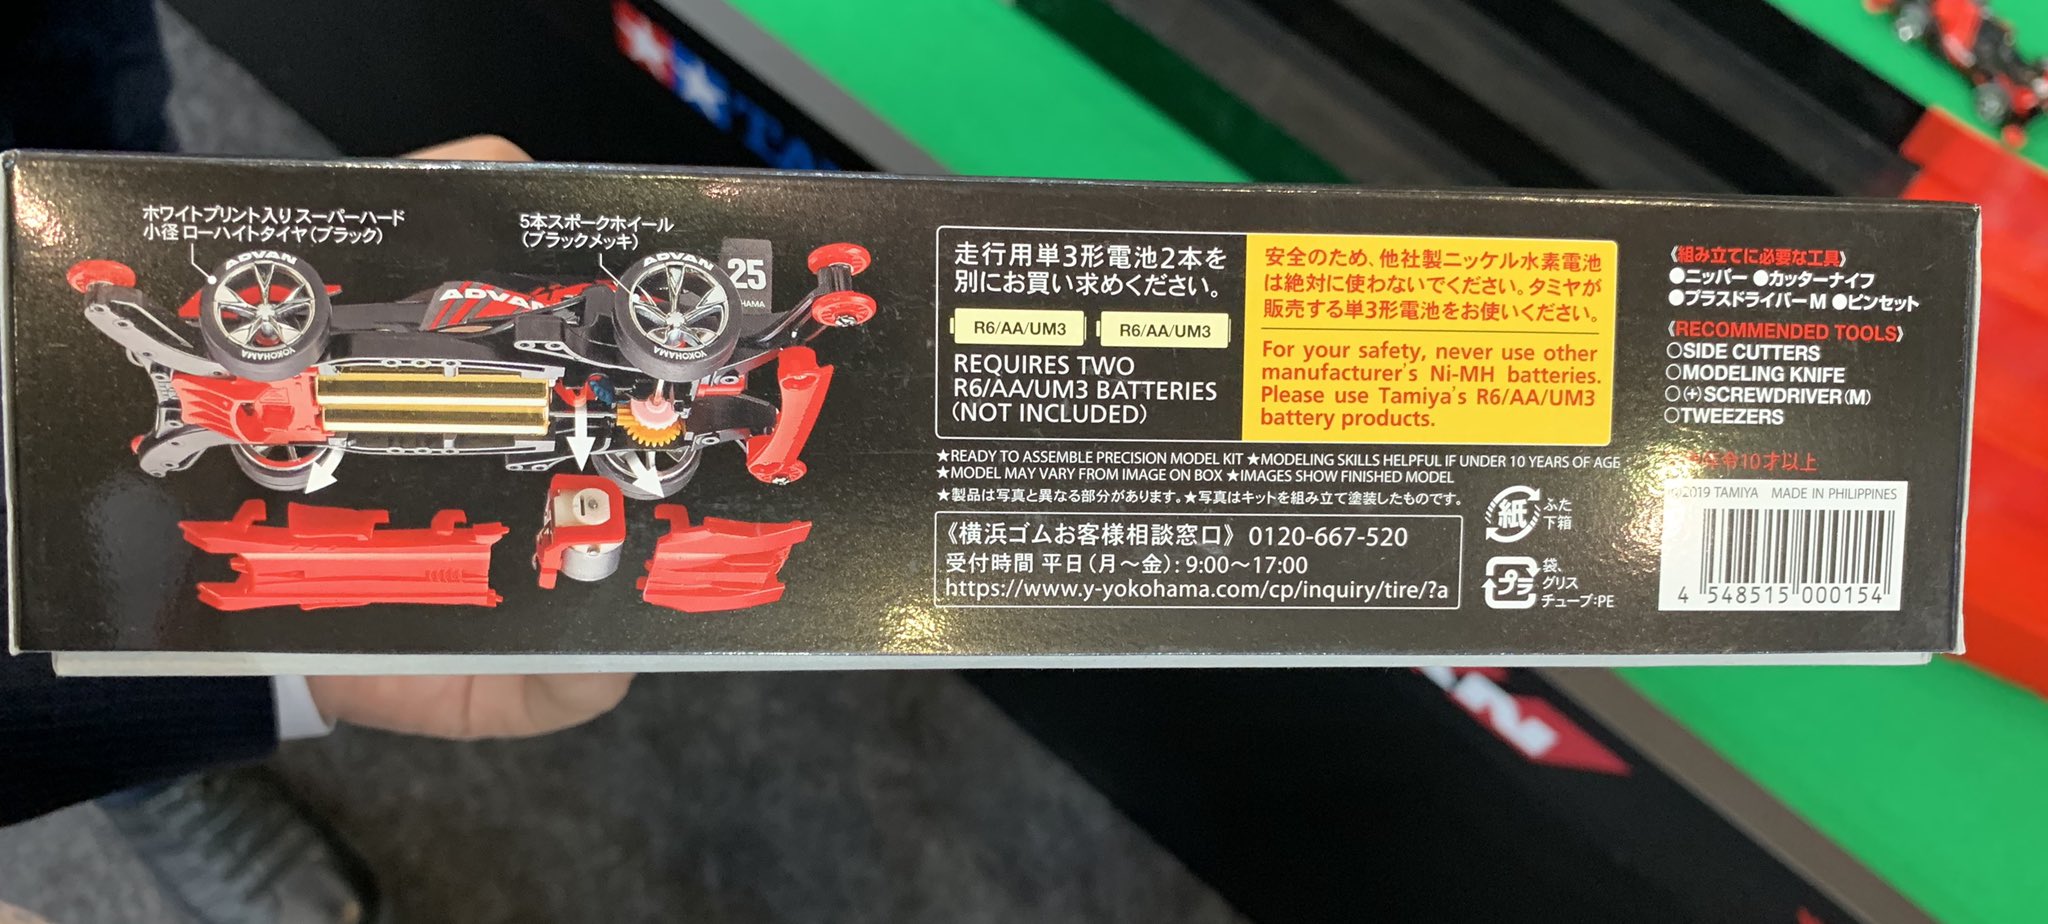 TA
ホワイトプリント入りスーパーハード
小径 ローハイトタイヤ(ブラック)
5本スポークホイール
(ブラックメッキ)
ADVAN
YOKOHAMA
ADVAN
ADVAN
YOKOHAMA
25
HAMA
走行用単3形電池2本を
別にお買い求めください。
R6/AA/UM3
R6/AA/UM3
REQUIRES TWO
R6/AA/UM3 BATTERIES
(NOT INCLUDED)
安全のため、他社製ニッケル水素電池
は絶対に使わないでください。タミヤが
販売する単3形電池をお使いください。
For your safety, never use other
manufacturer's Ni-MH batteries.
Please use Tamiya's R6/AA/UM3
battery products.
《組み立てに必要な工具》
●ニッパー ●カッターナイフ
●プラスドライバーM ●ピンセット
《RECOMMENDED TOOLS》
○SIDE CUTTERS
○MODELING KNIFE
○(+)SCREWDRIVER(M)
○TWEEZERS
★READY TO ASSEMBLE PRECISION MODEL KIT ★MODELING SKILLS HELPFUL IF UNDER 10 YEARS OF AGE
★MODEL MAY VARY FROM IMAGE ON BOX ★IMAGES SHOW FINISHED MODEL
★製品は写真と異なる部分があります。★写真はキットを組み立て塗装したものです。
《横浜ゴムお客様相談窓口》 0120-667-520
受付時間 平日(月〜金):9:00〜17:00
https://www.y-yokohama.com/cp/inquiry/tire/?a
紙
ふた
下箱
プラ
袋、
グリス
チューブ:PE
年令10才以上
©2019 TAMIYA MADE IN PHILIPPINES
4 548515 000154